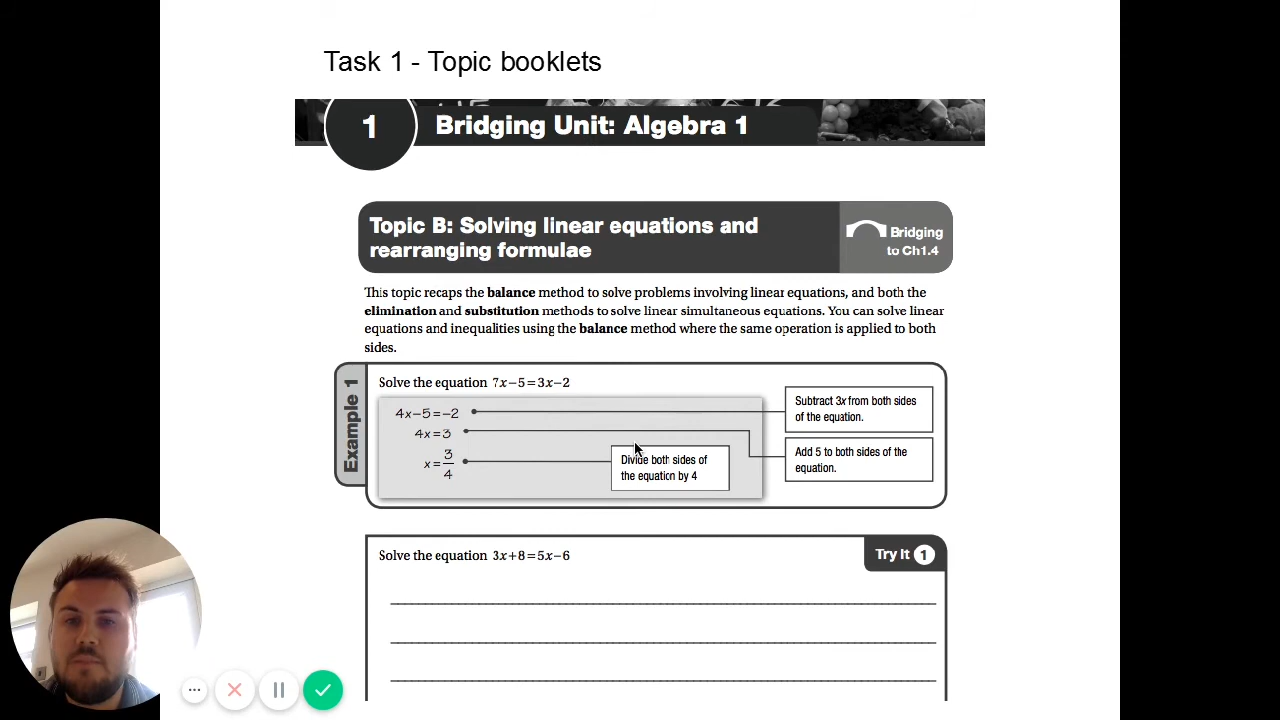 Task 1 - Topic booklets
1
Bridging Unit: Algebra 1
Topic B: Solving linear equations and
rearranging formulae
Bridging
to Ch1.4
This topic recaps the balance method to solve problems involving linear equations, and both the
elimination and substitution methods to solve linear simultaneous equations. You can solve linear
equations and inequalities using the balance method where the same operation is applied to both
sides.
Example 1
Solve the equation 7x−5=3x−2
4x−5=−2
Subtract 3x from both sides
of the equation.
4x=3
Add 5 to both sides of the
equation.
x=3/4
Divide both sides of
the equation by 4
Solve the equation 3x+8=5x−6
Try It 1